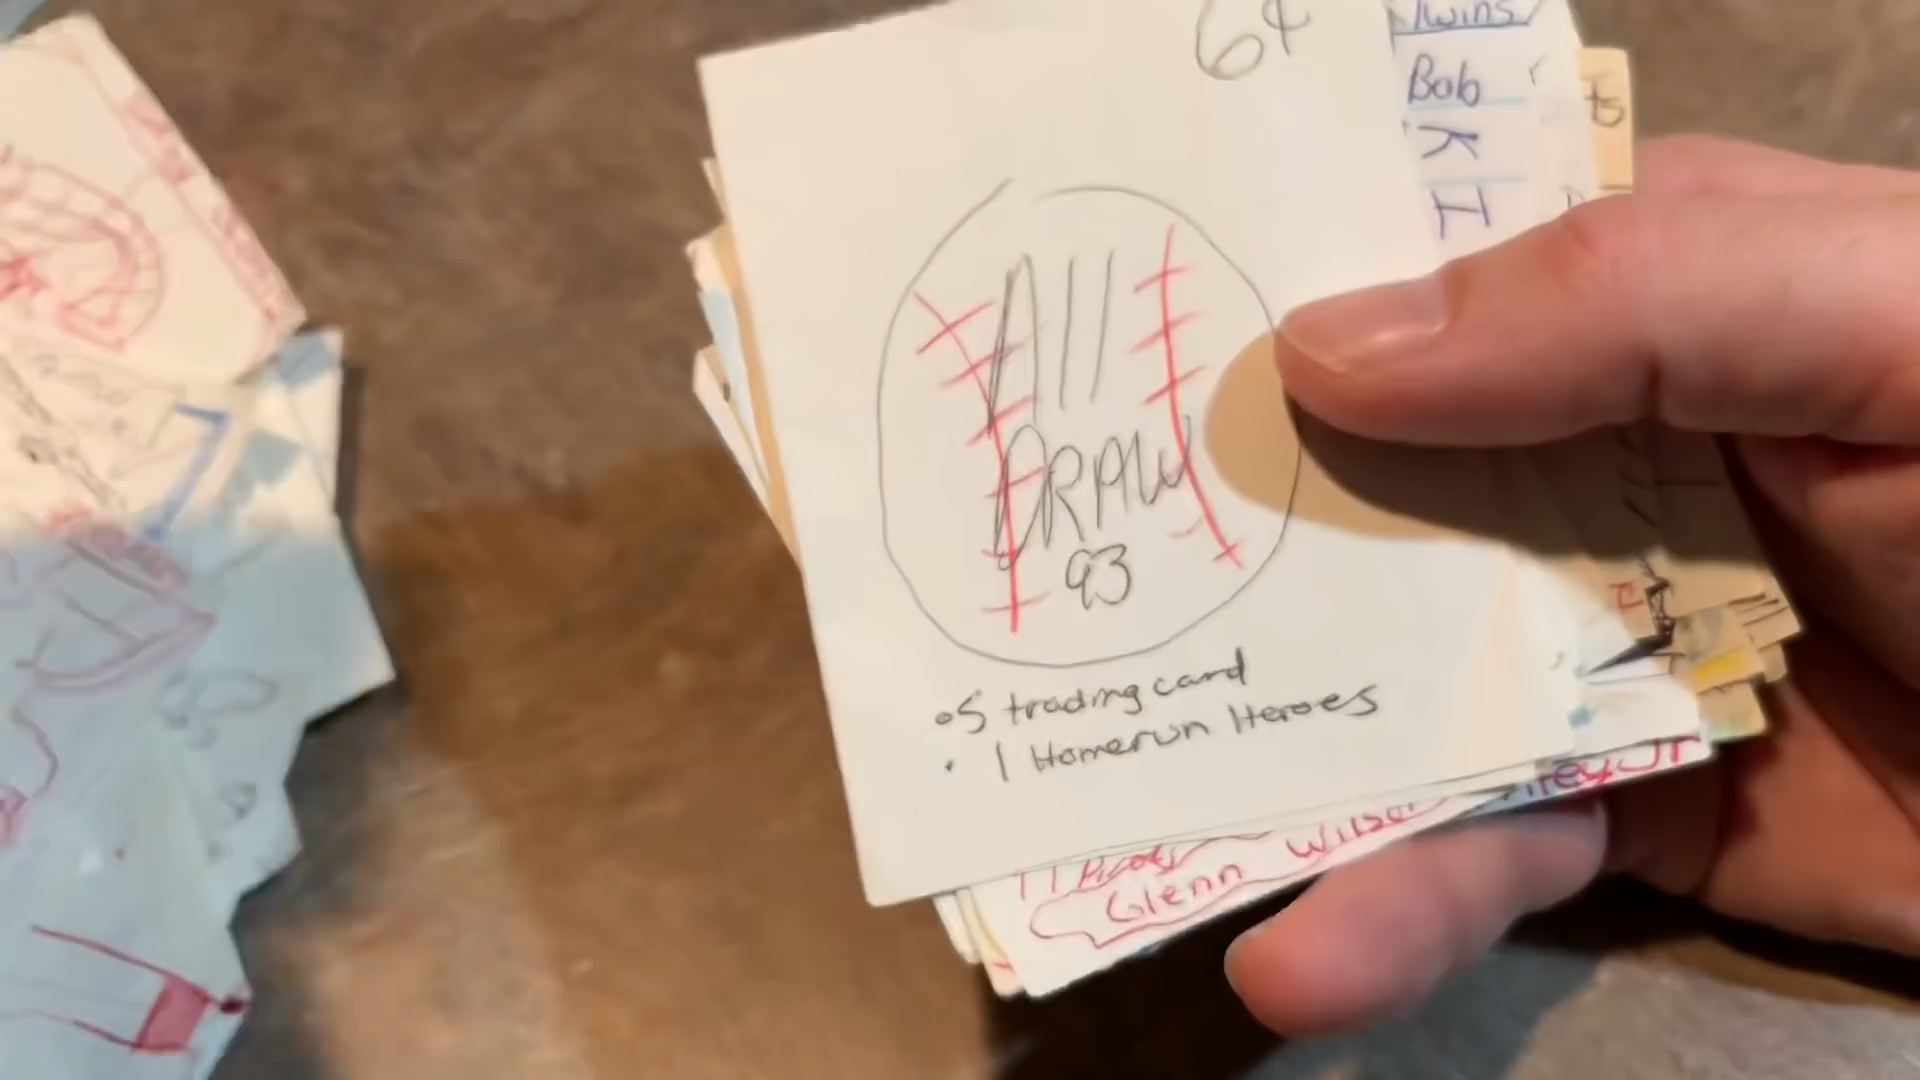 6¢
All
DRAW
93
•5 trading card
• 1 Homerun Heroes
Twins
Bob
K
I
Glenn Wilson